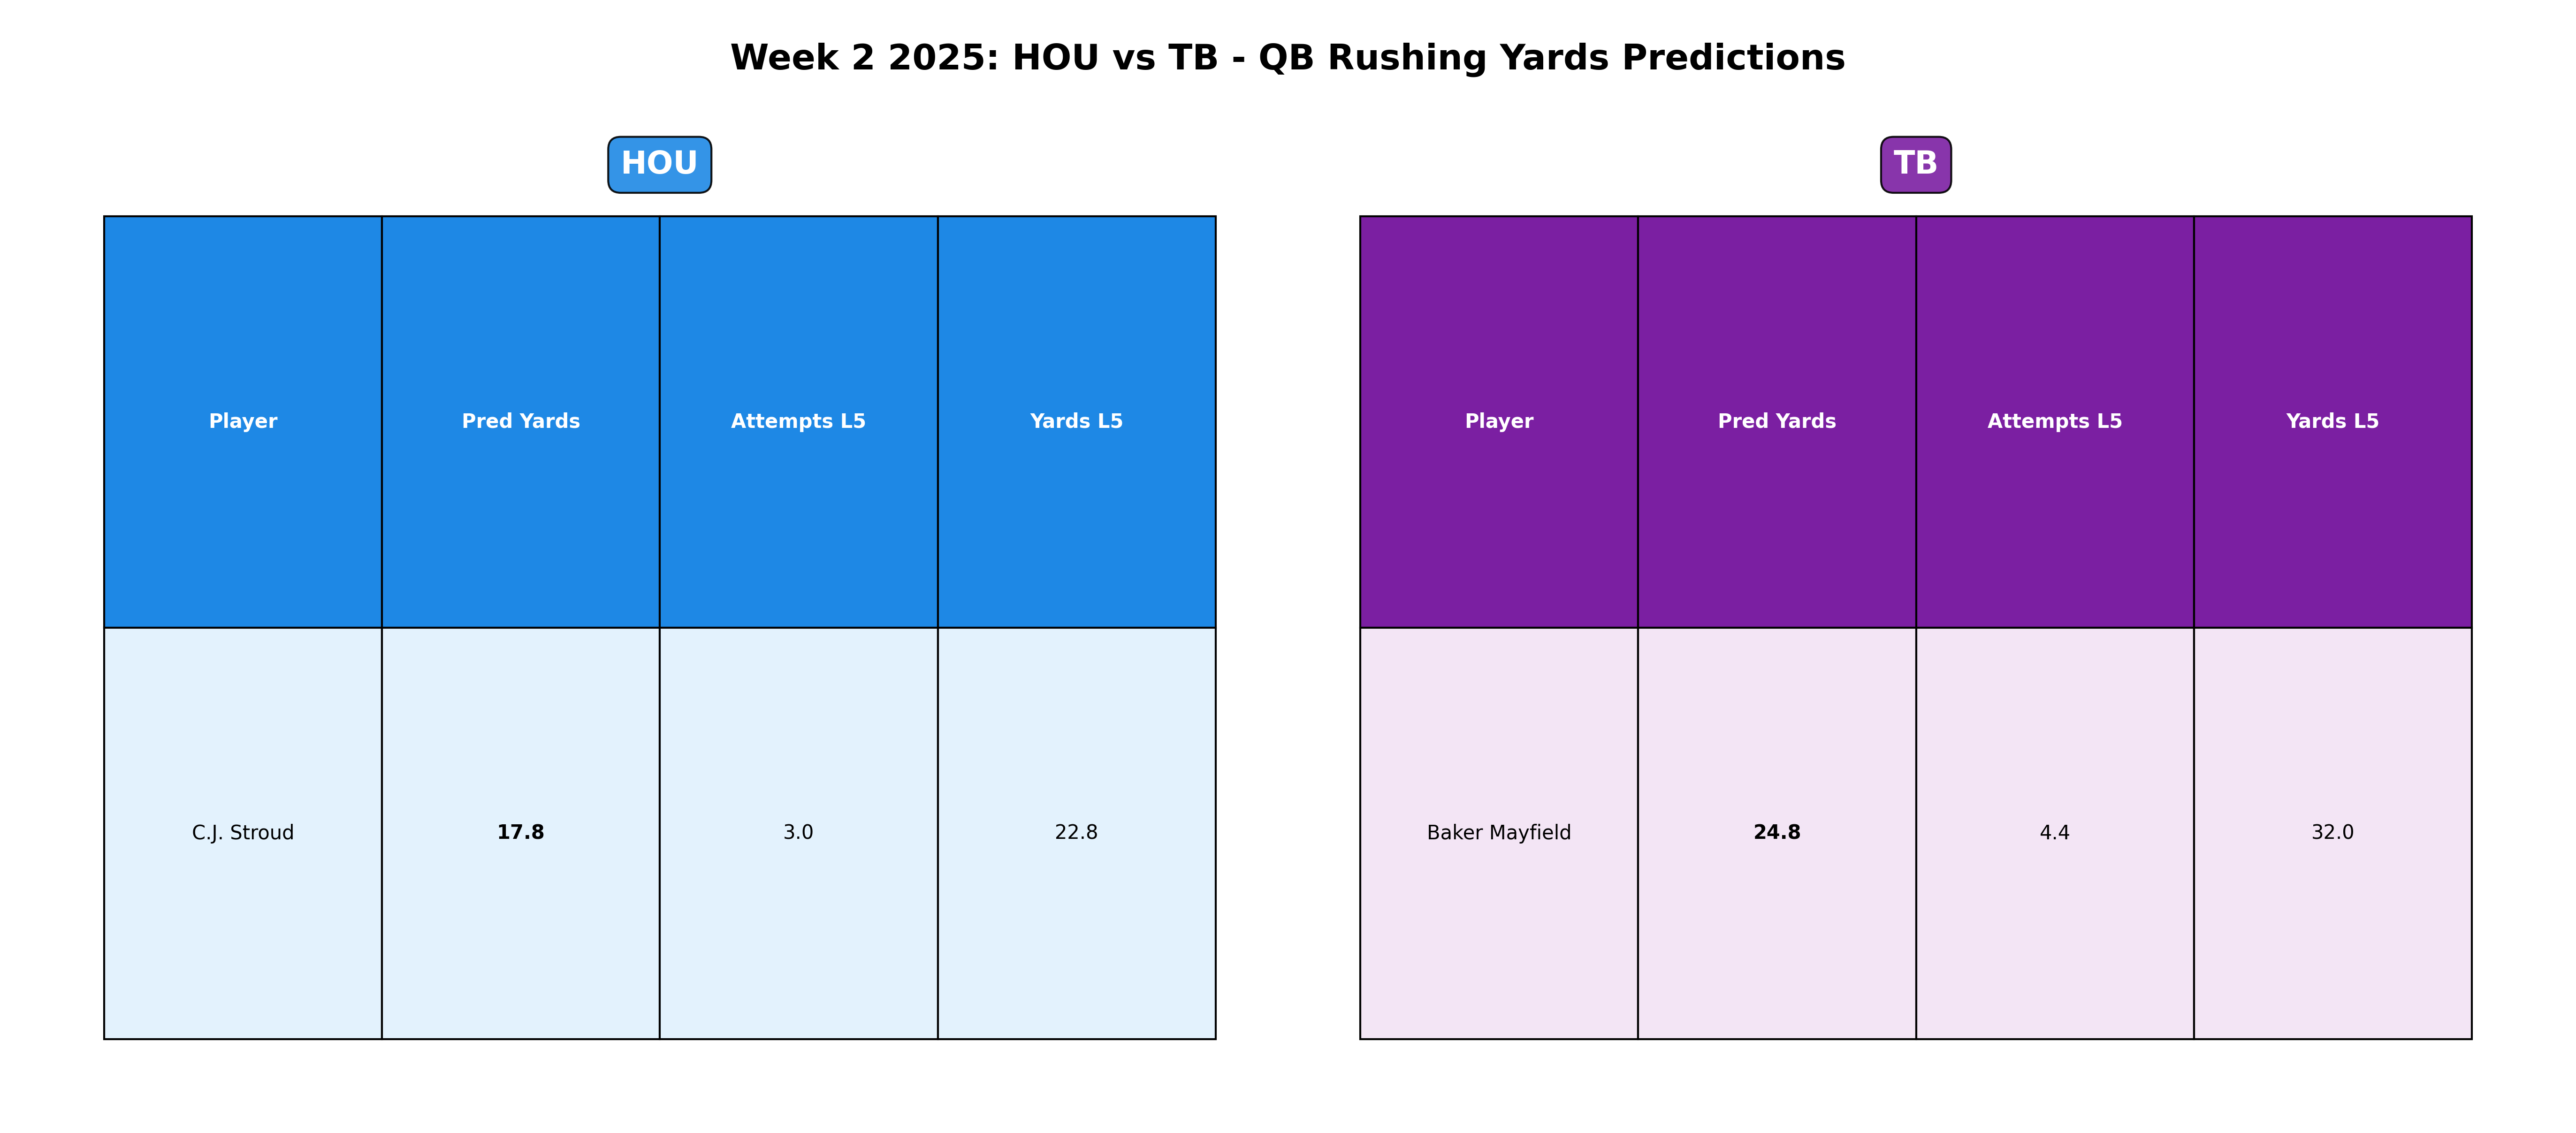 Week 2 2025: HOU vs TB - QB Rushing Yards Predictions
HOU
Player Pred Yards Attempts L5 Yards L5
C.J. Stroud 17.8 3.0 22.8
TB
Player Pred Yards Attempts L5 Yards L5
Baker Mayfield 24.8 4.4 32.0